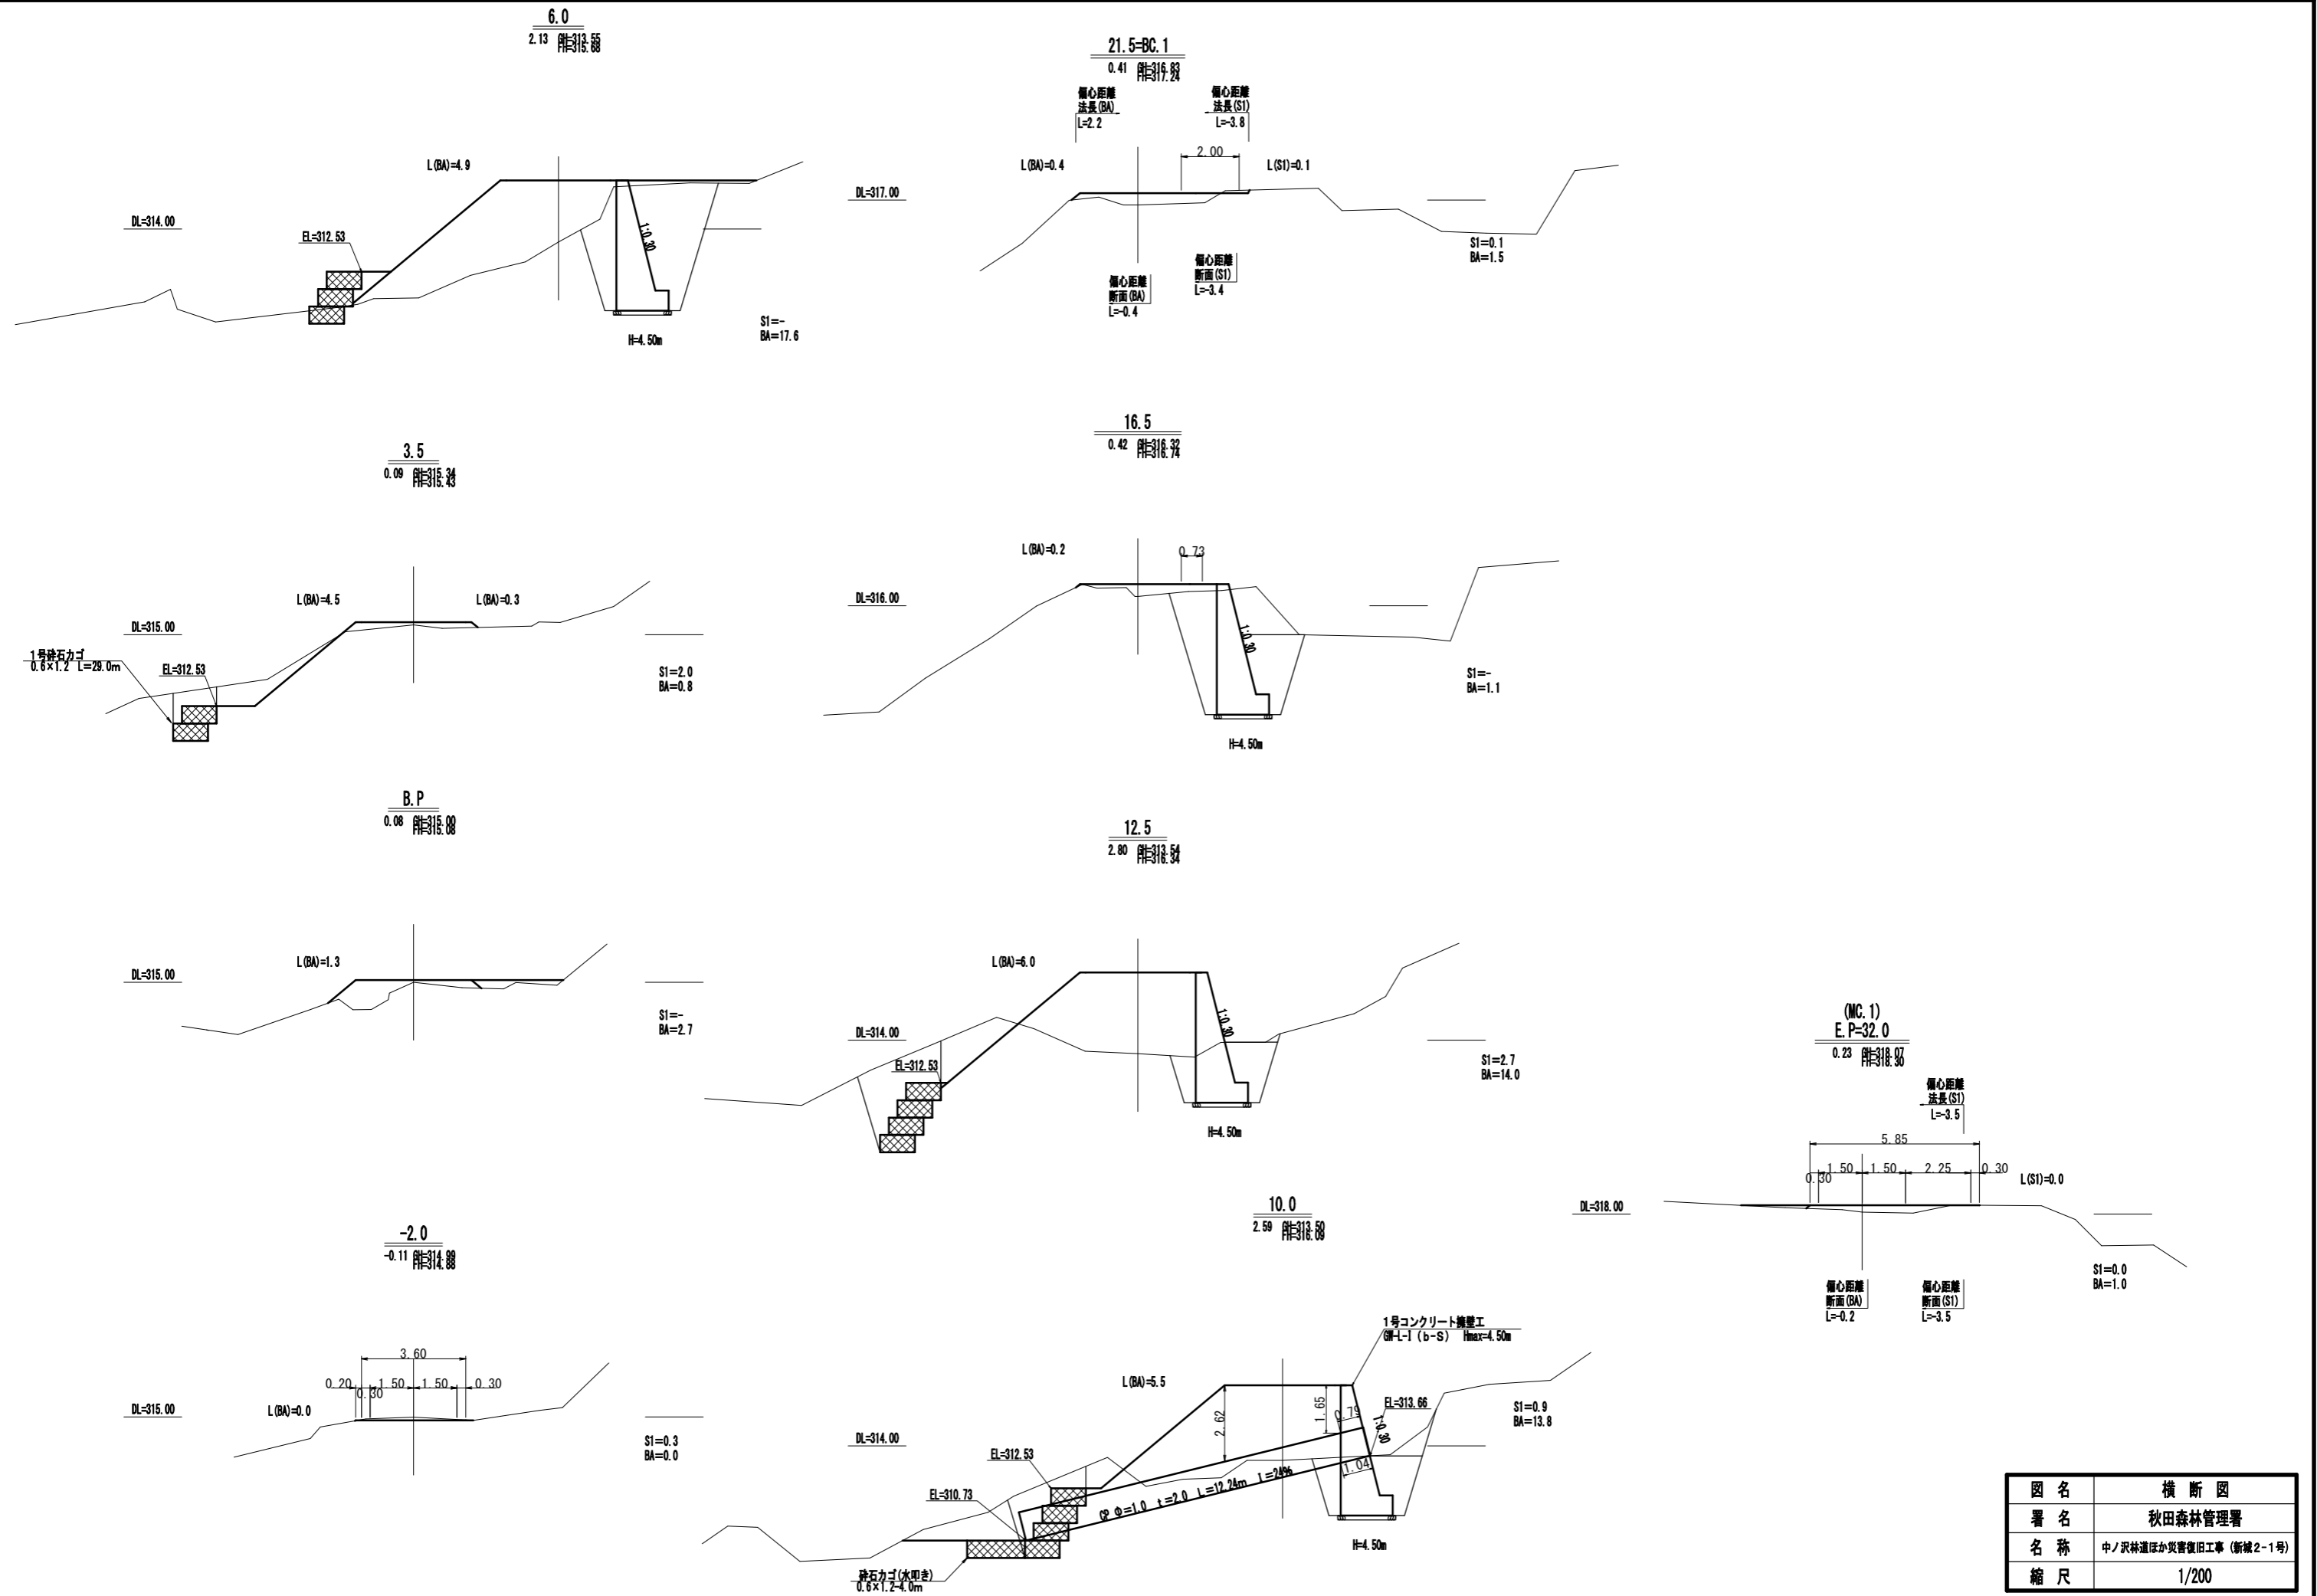 6.0
2.13 GH=313.55
FH=315.68
L(BA)=4.9
DL=314.00
EL=312.53
1:0.30
H=4.50m
S1=-
BA=17.6
21.5=BC.1
0.41 GH=316.83
FH=317.24
偏心距離
法長(BA)
L=2.2
偏心距離
法長(S1)
L=-3.8
2.00
L(BA)=0.4
L(S1)=0.1
DL=317.00
偏心距離
断面(BA)
L=-0.4
偏心距離
断面(S1)
L=-3.4
S1=0.1
BA=1.5
3.5
0.09 GH=315.34
FH=315.43
L(BA)=4.5
L(BA)=0.3
DL=315.00
1号砕石カゴ
0.6×1.2 L=29.0m
EL=312.53
S1=2.0
BA=0.8
16.5
0.42 GH=316.32
FH=316.74
L(BA)=0.2
0.73
DL=316.00
1:0.30
H=4.50m
S1=-
BA=1.1
B.P
0.08 GH=315.00
FH=315.08
L(BA)=1.3
DL=315.00
S1=-
BA=2.7
12.5
2.80 GH=313.54
FH=316.34
L(BA)=6.0
DL=314.00
EL=312.53
1:0.30
H=4.50m
S1=2.7
BA=14.0
(MC.1)
E.P=32.0
0.23 GH=318.07
FH=318.30
偏心距離
法長(S1)
L=-3.5
5.85
0.30 1.50 1.50 2.25 0.30
L(S1)=0.0
DL=318.00
偏心距離
断面(BA)
L=-0.2
偏心距離
断面(S1)
L=-3.5
S1=0.0
BA=1.0
-2.0
-0.11 GH=314.99
FH=314.88
3.60
0.20 0.30 1.50 1.50 0.30
L(BA)=0.0
DL=315.00
S1=0.3
BA=0.0
10.0
2.59 GH=313.50
FH=316.09
1号コンクリート擁壁工
GW-L-I (b-S) Hmax=4.50m
L(BA)=5.5
2.62
1.65
0.79
EL=313.66
1:0.30
DL=314.00
EL=312.53
EL=310.73
1.04
CP Φ=1.0 t=2.0 L=12.24m I=24%
H=4.50m
砕石カゴ(水叩き)
0.6×1.2-4.0m
S1=0.9
BA=13.8
図 名 横 断 図
署 名 秋田森林管理署
名 称 中ノ沢林道ほか災害復旧工事 (新城2-1号)
縮 尺 1/200